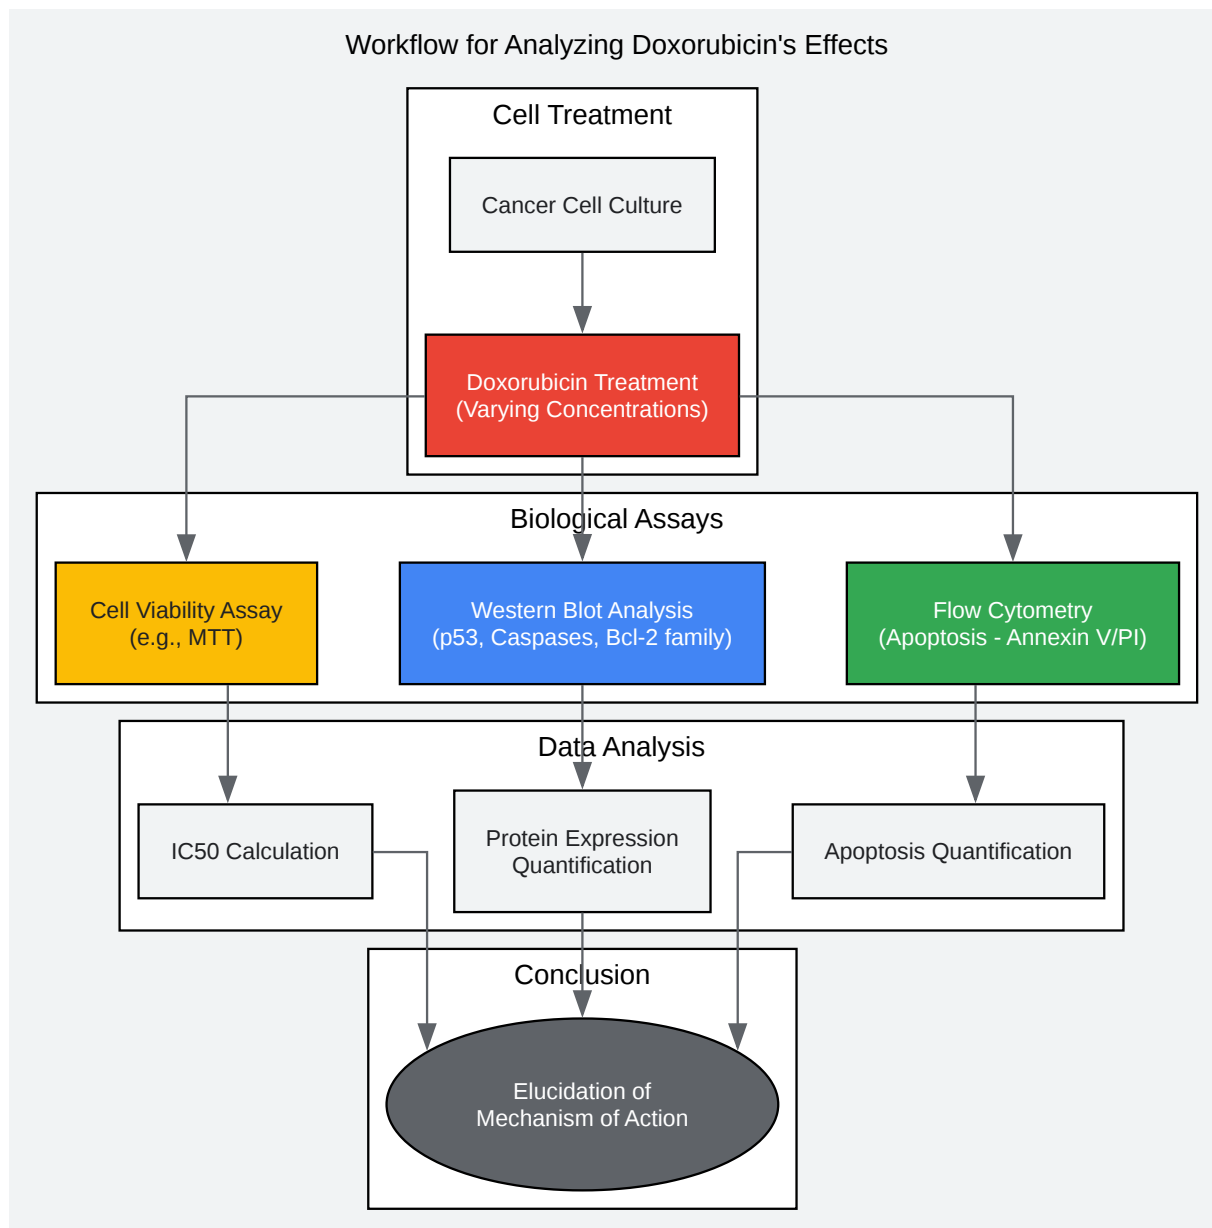 Workflow for Analyzing Doxorubicin's Effects
Cell Treatment
Cancer Cell Culture
Doxorubicin Treatment
(Varying Concentrations)
Biological Assays
Cell Viability Assay
(e.g., MTT)
Western Blot Analysis
(p53, Caspases, Bcl-2 family)
Flow Cytometry
(Apoptosis - Annexin V/PI)
Data Analysis
IC50 Calculation
Protein Expression
Quantification
Apoptosis Quantification
Conclusion
Elucidation of
Mechanism of Action